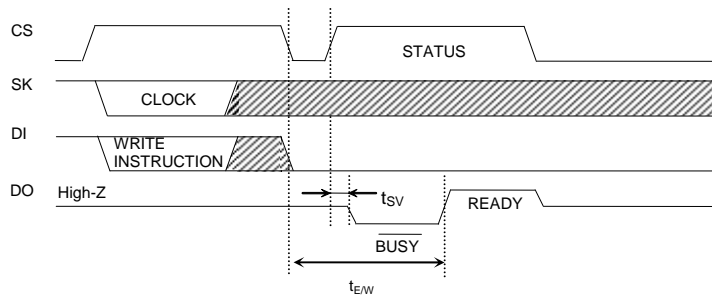 CS
STATUS
SK
CLOCK
DI
WRITE
INSTRUCTION
DO
High-Z
tSV
READY
BUSY
tE/W